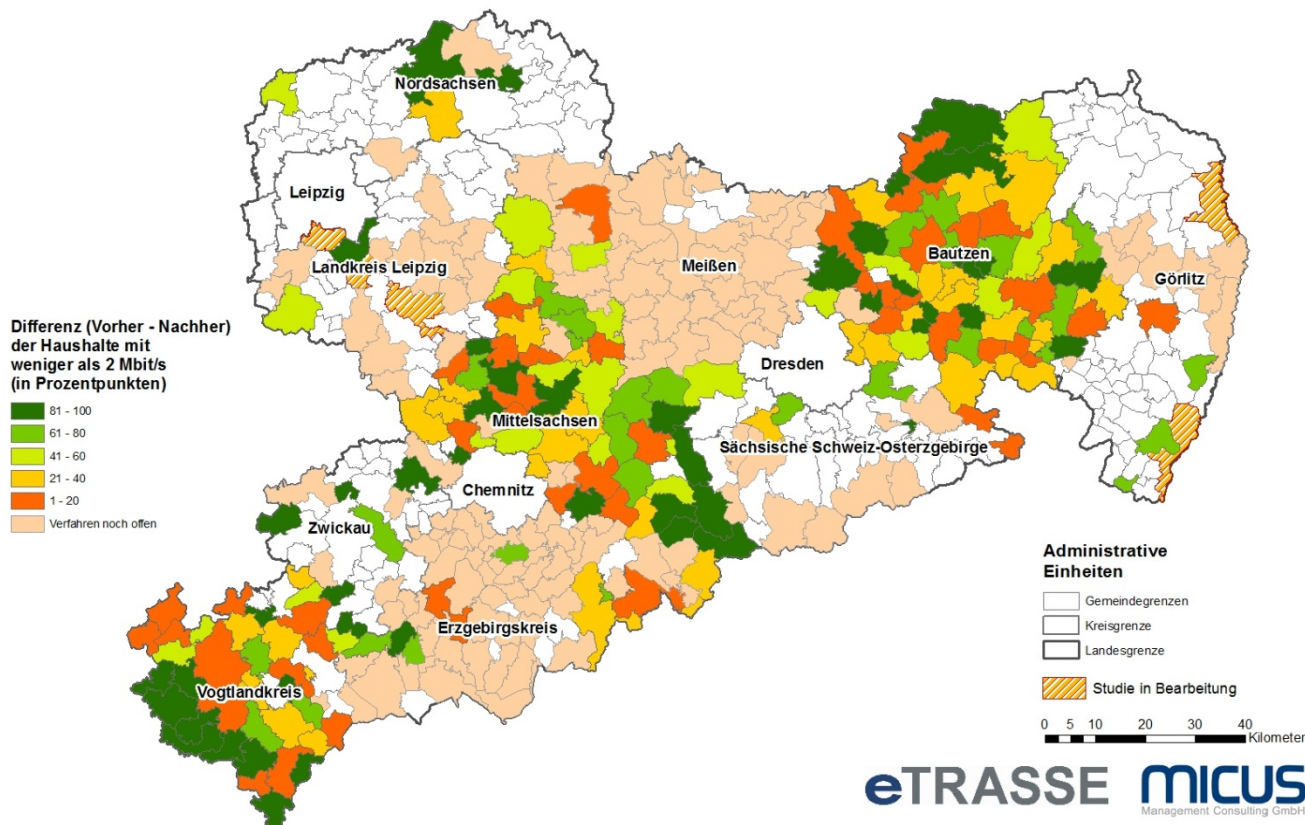 Nordsachsen
Leipzig
Landkreis Leipzig
Meißen
Bautzen
Görlitz
Dresden
Mittelsachsen
Sächsische Schweiz-Osterzgebirge
Chemnitz
Zwickau
Erzgebirgskreis
Vogtlandkreis
Differenz (Vorher - Nachher)
der Haushalte mit
weniger als 2 Mbit/s
(in Prozentpunkten)
81 - 100
61 - 80
41 - 60
21 - 40
1 - 20
Verfahren noch offen
Administrative
Einheiten
Gemeindegrenzen
Kreisgrenze
Landesgrenze
Studie in Bearbeitung
0 5 10 20 30 40
Kilometer
eTRASSE
micus
Management Consulting GmbH